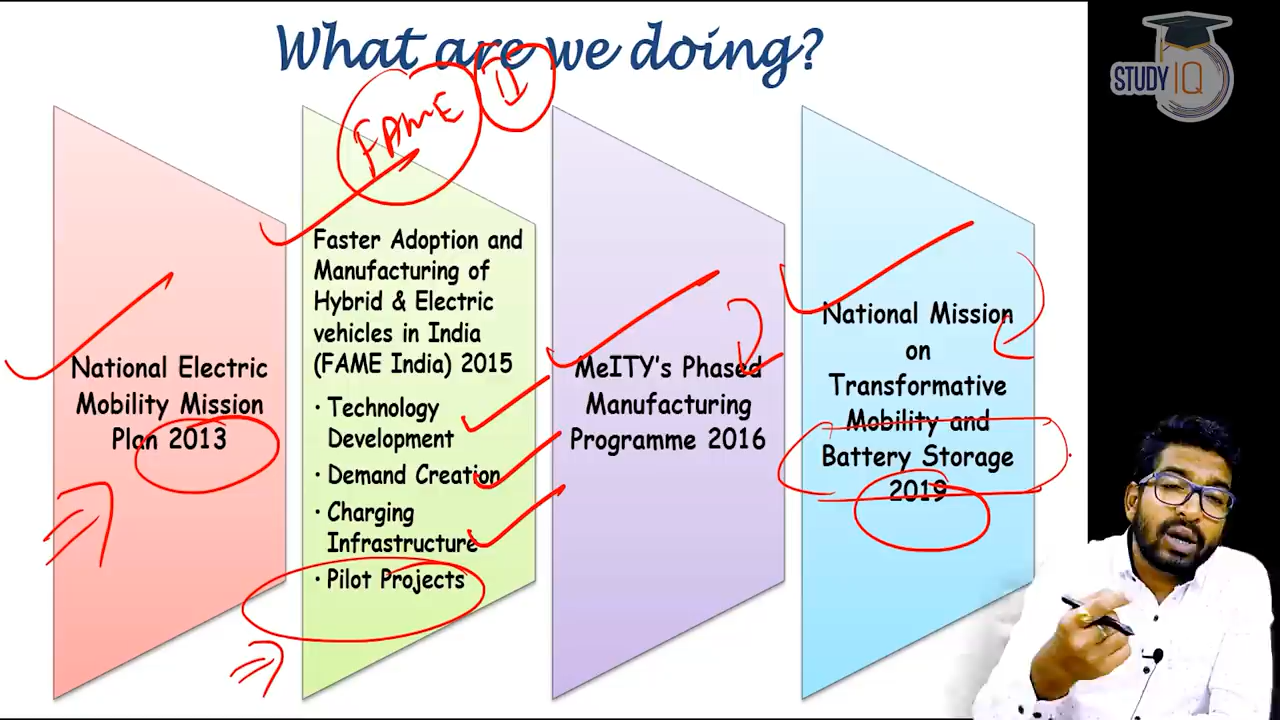 What are we doing?
STUDY IQ
FAME II
National Electric
Mobility Mission
Plan 2013
Faster Adoption and
Manufacturing of
Hybrid & Electric
vehicles in India
(FAME India) 2015
· Technology
Development
· Demand Creation
· Charging
Infrastructure
· Pilot Projects
MeITY's Phased
Manufacturing
Programme 2016
National Mission
on
Transformative
Mobility and
Battery Storage
2019